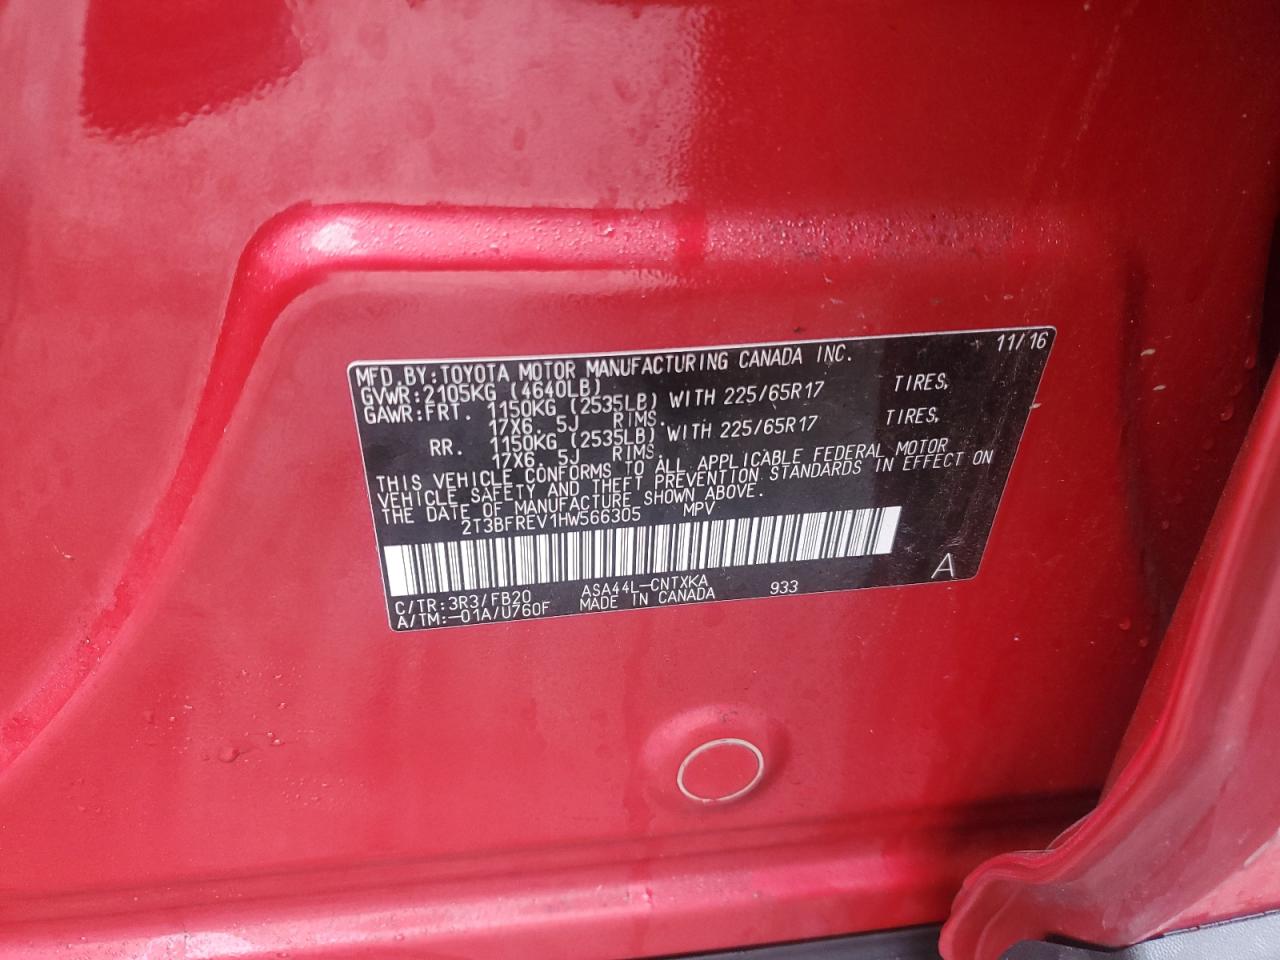 MFD.BY:TOYOTA MOTOR MANUFACTURING CANADA INC. 11/16
GVWR:2105KG (4640LB)
GAWR:FRT. 1150KG (2535LB) WITH 225/65R17 TIRES,
17X6. 5J RIMS.
RR. 1150KG (2535LB) WITH 225/65R17 TIRES,
17X6. 5J RIMS.
THIS VEHICLE CONFORMS TO ALL APPLICABLE FEDERAL MOTOR
VEHICLE SAFETY AND THEFT PREVENTION STANDARDS IN EFFECT ON
THE DATE OF MANUFACTURE SHOWN ABOVE.
2T3BFREV1HW566305 MPV
C/TR:3R3/FB20 ASA44L-CNTXKA 933 A
A/TM:-01A/U760F MADE IN CANADA